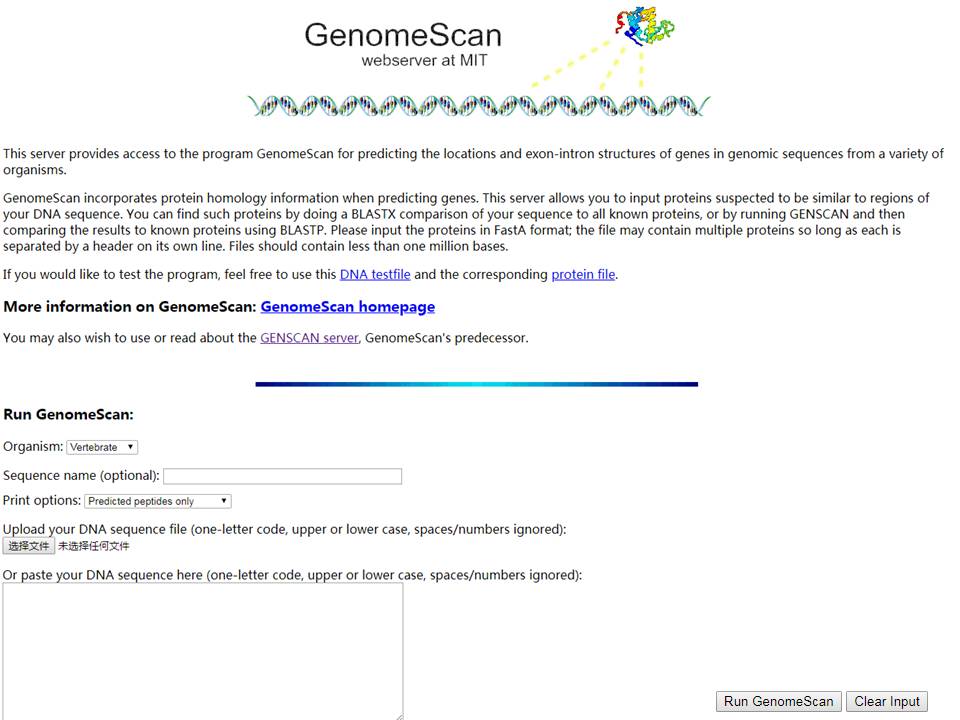 GenomeScan
webserver at MIT
This server provides access to the program GenomeScan for predicting the locations and exon-intron structures of genes in genomic sequences from a variety of
organisms.
GenomeScan incorporates protein homology information when predicting genes. This server allows you to input proteins suspected to be similar to regions of
your DNA sequence. You can find such proteins by doing a BLASTX comparison of your sequence to all known proteins, or by running GENSCAN and then
comparing the results to known proteins using BLASTP. Please input the proteins in FastA format; the file may contain multiple proteins so long as each is
separated by a header on its own line. Files should contain less than one million bases.
If you would like to test the program, feel free to use this DNA testfile and the corresponding protein file.
More information on GenomeScan: GenomeScan homepage
You may also wish to use or read about the GENSCAN server, GenomeScan's predecessor.
Run GenomeScan:
Organism: Vertebrate
Sequence name (optional):
Print options: Predicted peptides only
Upload your DNA sequence file (one-letter code, upper or lower case, spaces/numbers ignored):
选择文件 未选择任何文件
Or paste your DNA sequence here (one-letter code, upper or lower case, spaces/numbers ignored):
Run GenomeScan Clear Input